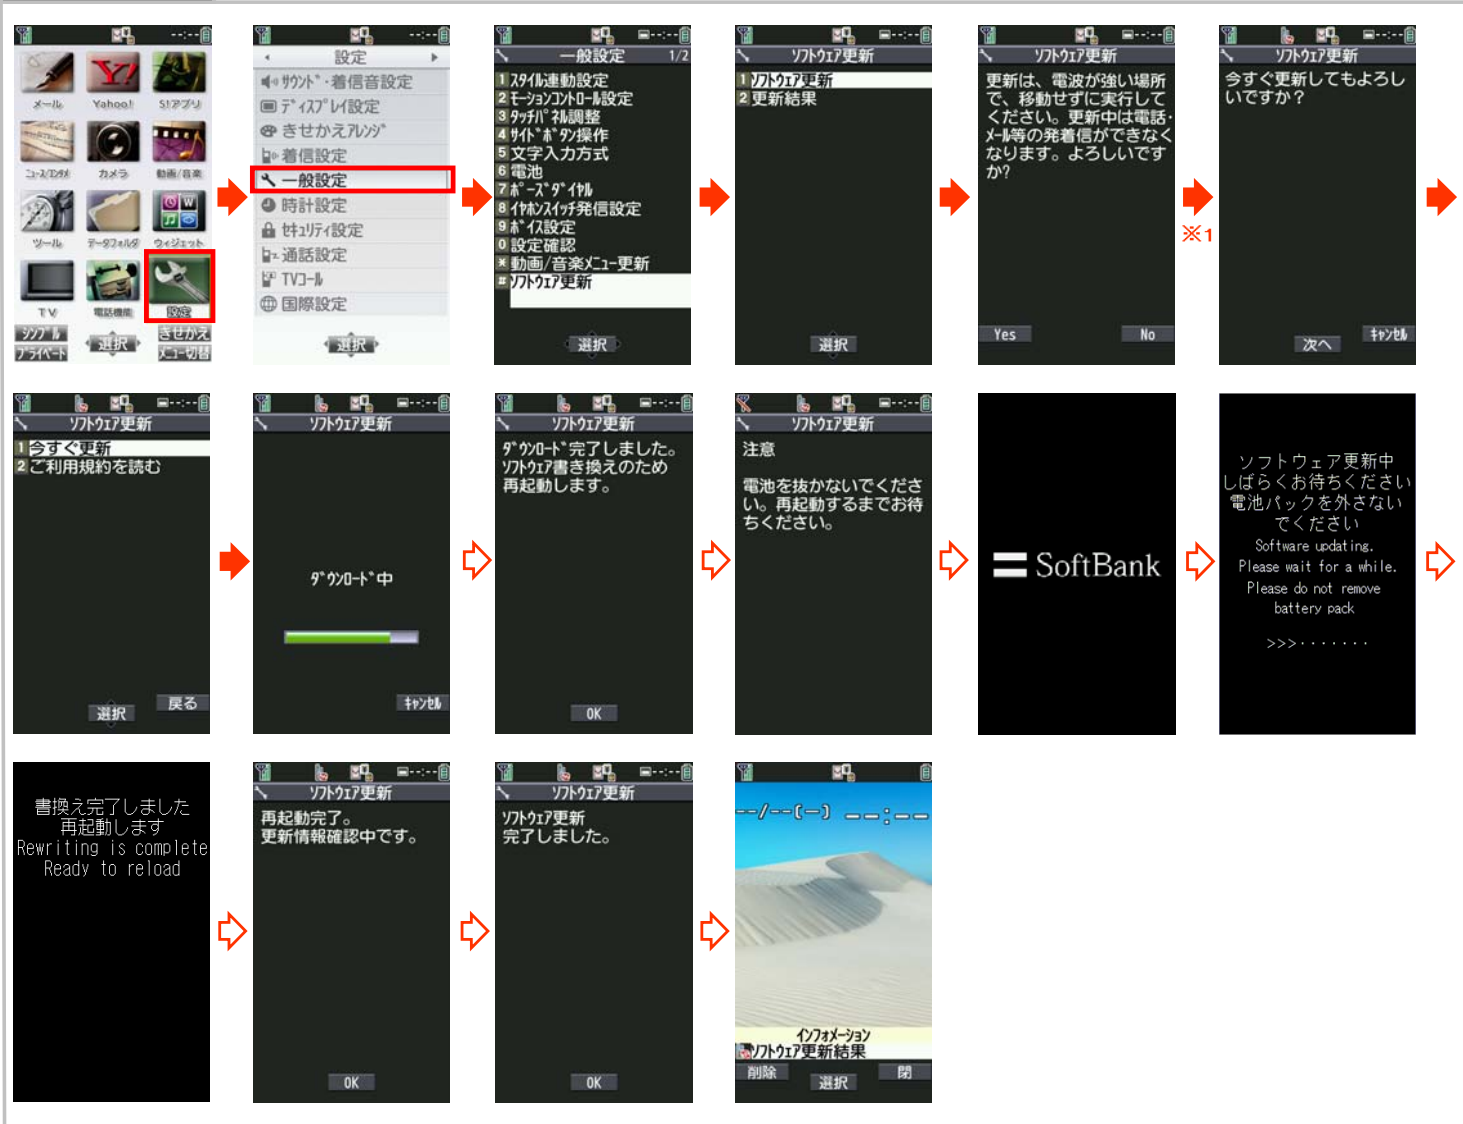 --:--
メール
Yahoo!
S!アプリ
ニュース/エンタメ
カメラ
動画/音楽
ツール
データフォルダ
ウィジェット
TV
電話機能
設定
シンプル
きせかえ
プライベート
選択
メニュー切替
--:--
設定
サウンド・着信音設定
ディスプレイ設定
きせかえアレンジ
着信設定
一般設定
時計設定
セキュリティ設定
通話設定
TVコール
国際設定
選択
--:--
一般設定 1/2
1 スタイル連動設定
2 モーションコントロール設定
3 タッチパネル調整
4 サイドボタン操作
5 文字入力方式
6 電池
7 ポーズダイヤル
8 イヤホンスイッチ発信設定
9 ボイス設定
0 設定確認
* 動画/音楽メニュー更新
# ソフトウェア更新
選択
--:--
ソフトウェア更新
1 ソフトウェア更新
2 更新結果
選択
--:--
ソフトウェア更新
更新は、電波が強い場所
で、移動せずに実行して
ください。更新中は電話・
メール等の発着信ができなく
なります。よろしいです
か?
Yes
No
※1
--:--
ソフトウェア更新
今すぐ更新してもよろし
いですか？
次へ
キャンセル
--:--
ソフトウェア更新
1 今すぐ更新
2 ご利用規約を読む
選択
戻る
--:--
ソフトウェア更新
ダウンロード中
キャンセル
--:--
ソフトウェア更新
ダウンロード完了しました。
ソフトウェア書き換えのため
再起動します。
OK
--:--
ソフトウェア更新
注意
電池を抜かないでくださ
い。再起動するまでお待
ちください。
SoftBank
ソフトウェア更新中
しばらくお待ちください
電池パックを外さない
でください
Software updating.
Please wait for a while.
Please do not remove
battery pack
>>>・・・・・・・
書換え完了しました
再起動します
Rewriting is complete
Ready to reload
--:--
ソフトウェア更新
再起動完了。
更新情報確認中です。
OK
--:--
ソフトウェア更新
ソフトウェア更新
完了しました。
OK
--/--(-) --:--
インフォメーション
ソフトウェア更新結果
削除
選択
閉